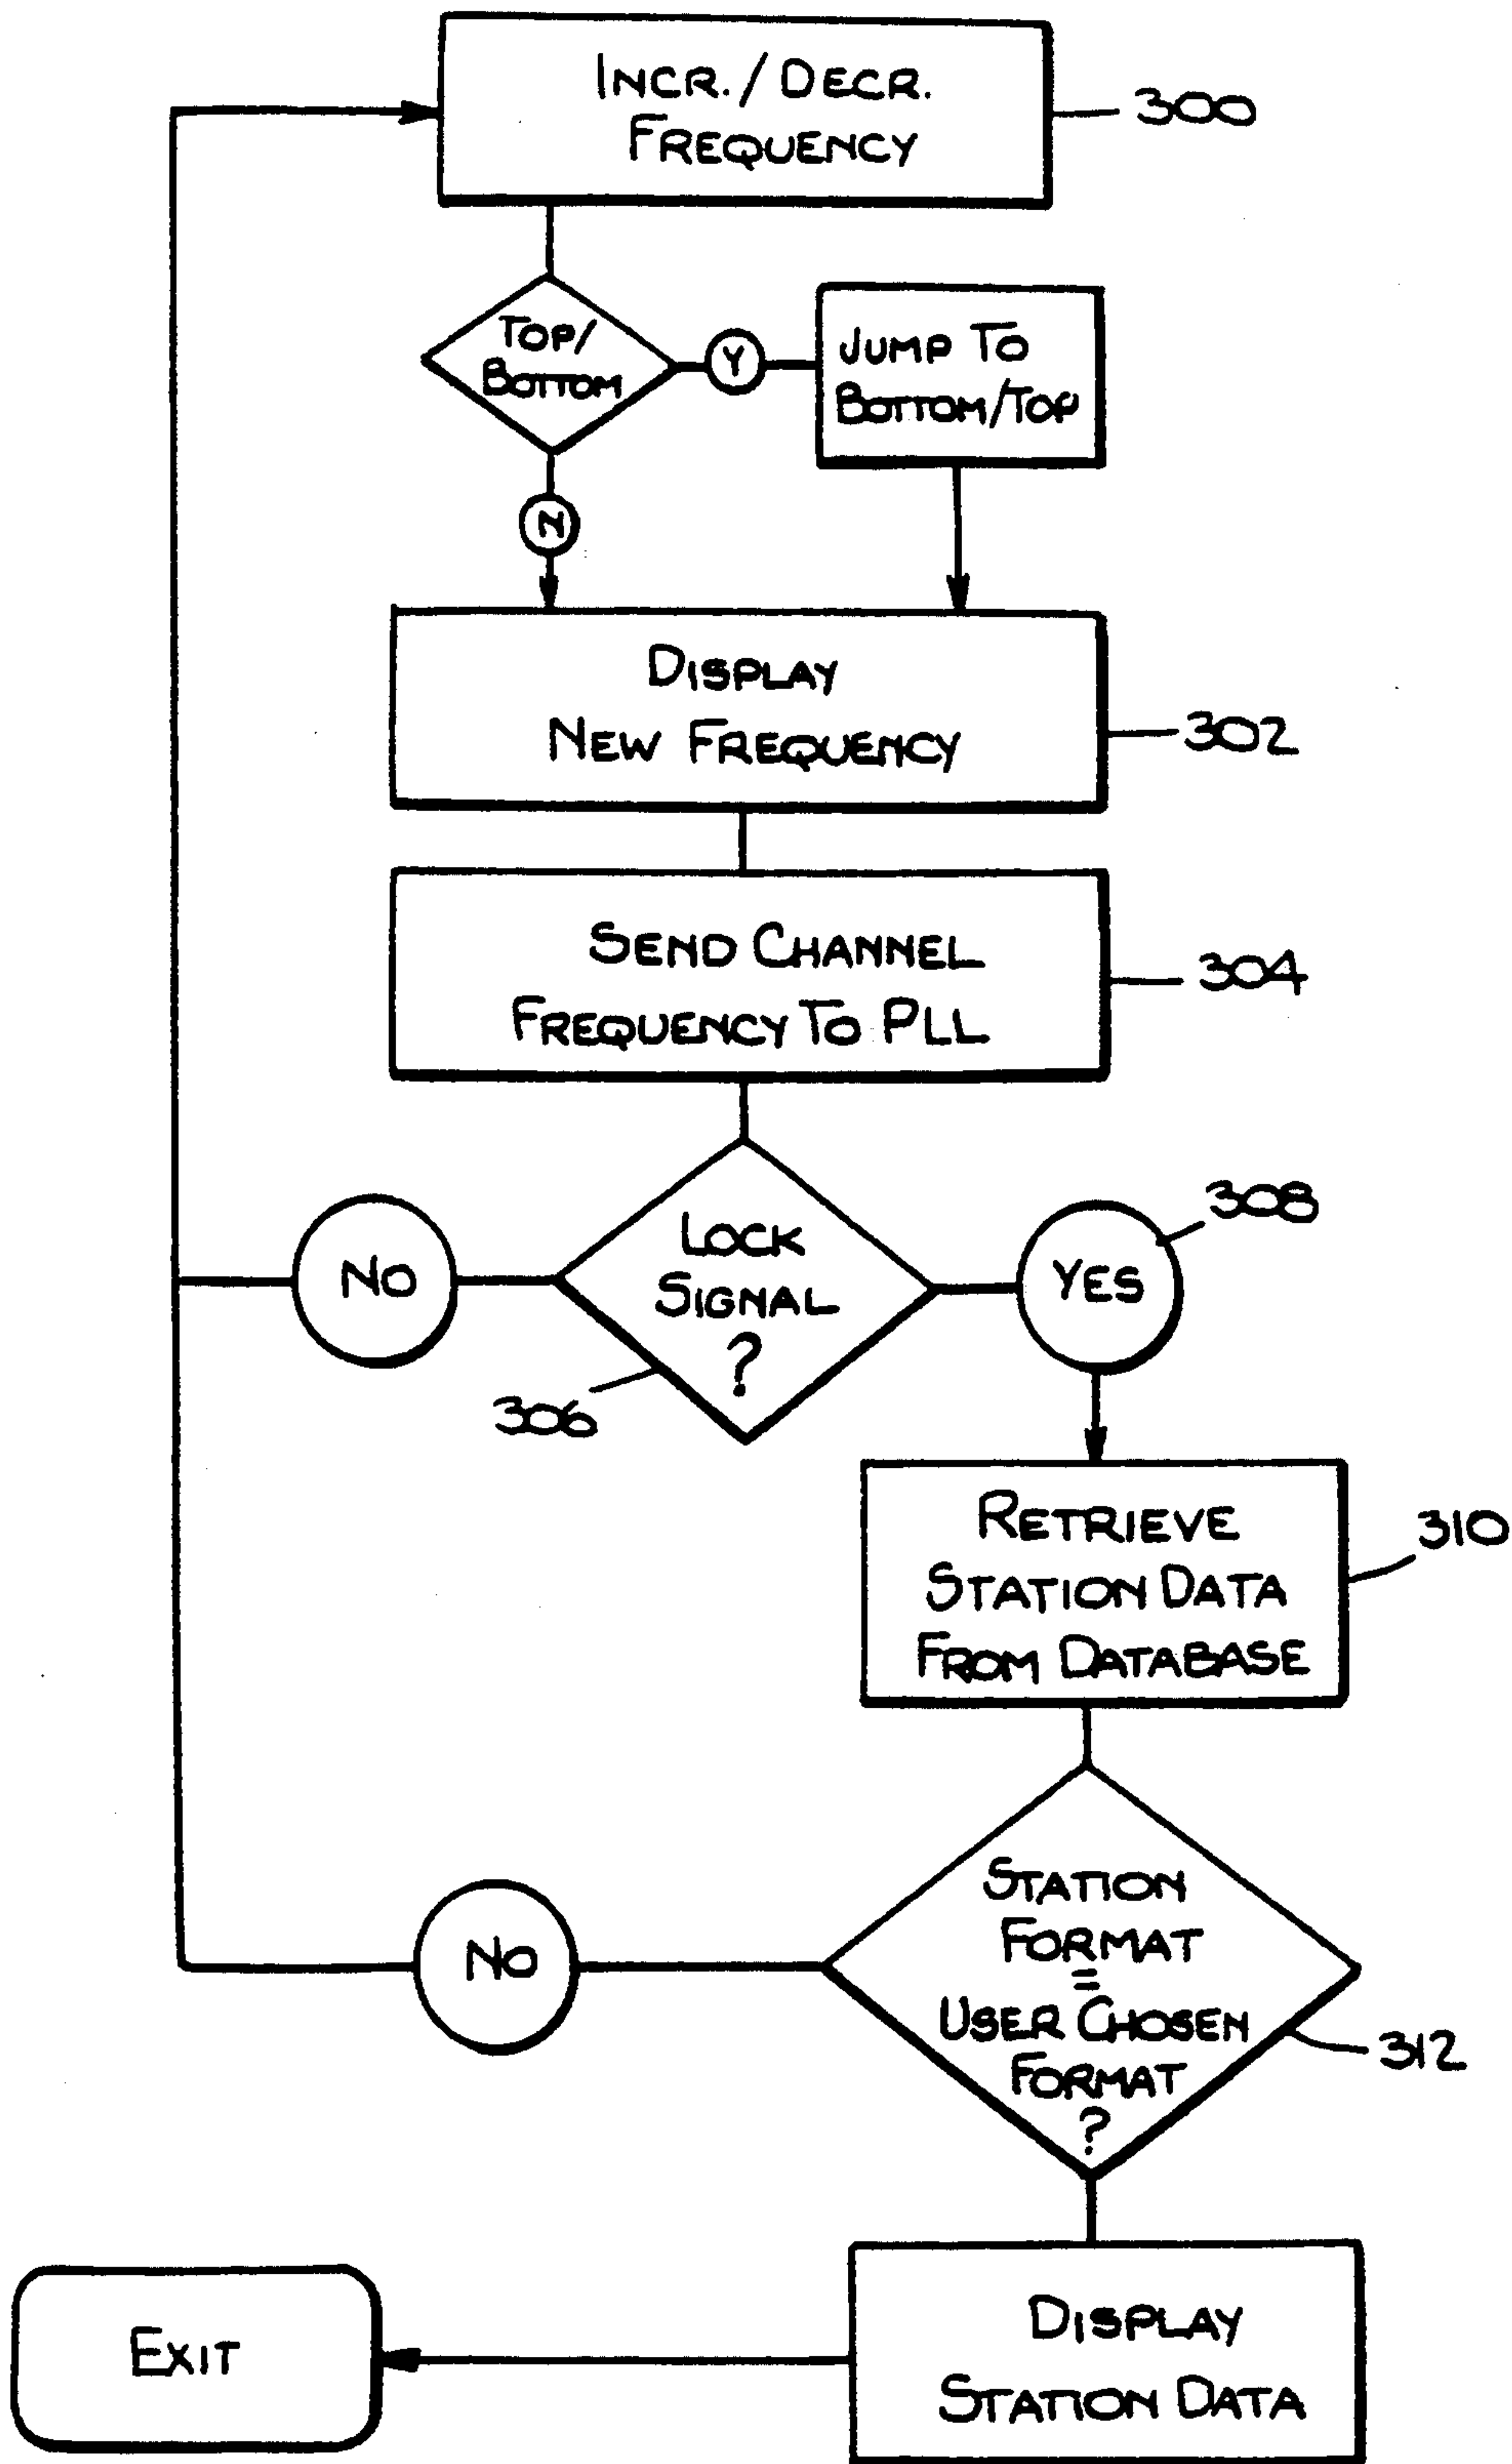 INCR./DECR.
FREQUENCY
300
TOP/
BOTTOM
Y
JUMP TO
BOTTOM/TOP
N
DISPLAY
NEW FREQUENCY
302
SEND CHANNEL
FREQUENCY TO PLL
304
NO
LOCK
SIGNAL
?
306
YES
308
RETRIEVE
STATION DATA
FROM DATABASE
310
NO
STATION
FORMAT
=
USER CHOSEN
FORMAT
?
312
EXIT
DISPLAY
STATION DATA